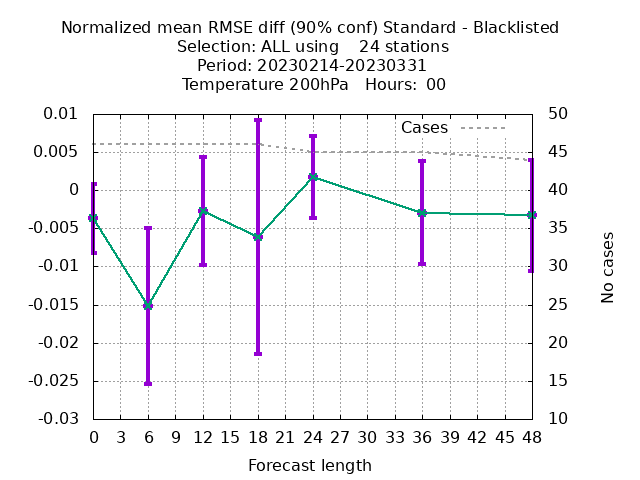 Normalized mean RMSE diff (90% conf) Standard - Blacklisted
Selection: ALL using    24 stations
Period: 20230214-20230331
Temperature 200hPa   Hours:  00
0.01
0.005
0
-0.005
-0.01
-0.015
-0.02
-0.025
-0.03
Cases
50
45
40
35
30
25
20
15
10
No cases
0 3 6 9 12 15 18 21 24 27 30 33 36 39 42 45 48
Forecast length